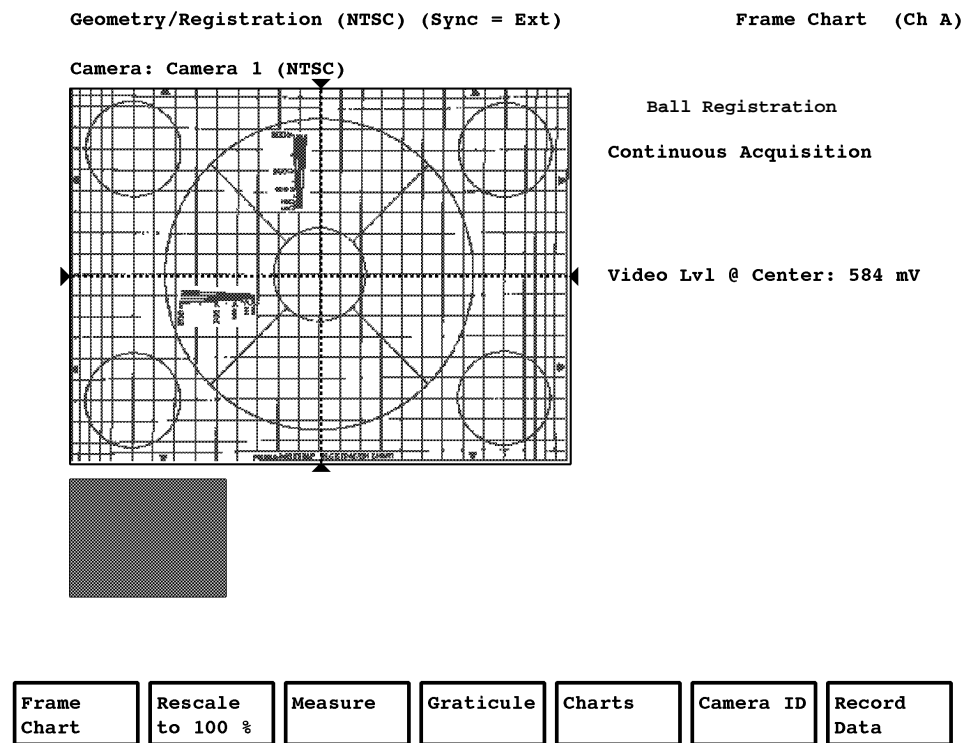 Geometry/Registration (NTSC) (Sync = Ext) Frame Chart (Ch A)
Camera: Camera 1 (NTSC)
Ball Registration
Continuous Acquisition
Video Lvl @ Center: 584 mV
Frame Chart
Rescale to 100 %
Measure
Graticule
Charts
Camera ID
Record Data